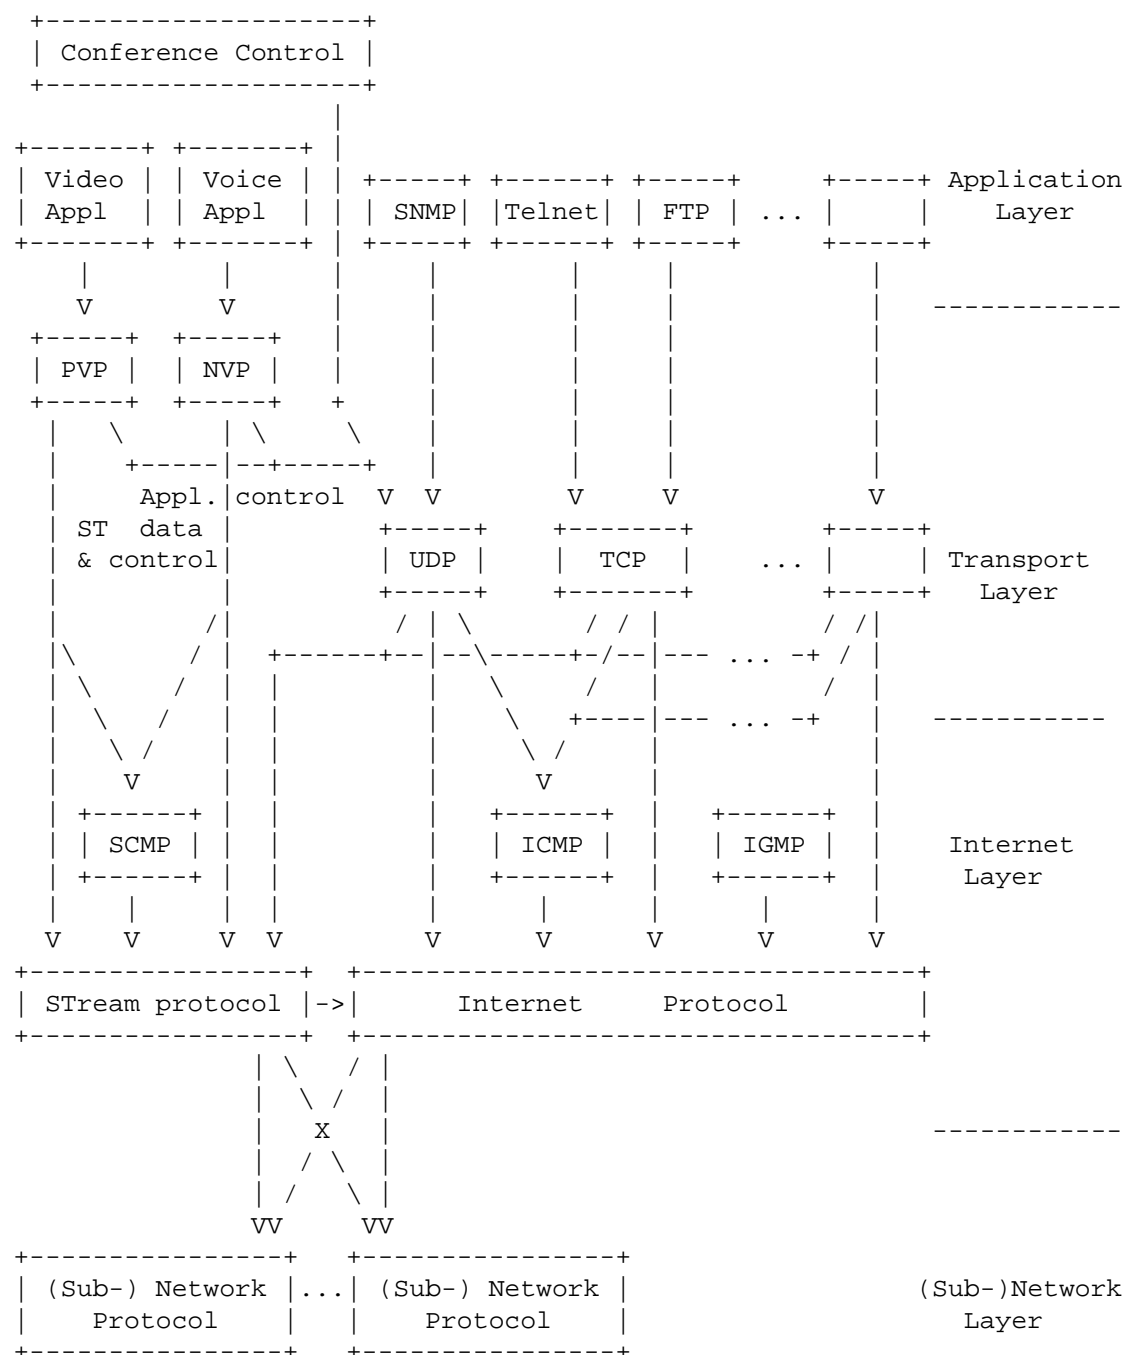 Conference Control
Video Voice Application
Appl Appl SNMP Telnet FTP ... Layer
V V
PVP NVP
Appl. control V V V V V
ST data
& control UDP TCP ... Transport
Layer
...
...
V V
SCMP ICMP IGMP Internet
Layer
V V V V V V V V V
STream protocol -> Internet Protocol
X
VV VV
(Sub-) Network ... (Sub-) Network (Sub-)Network
Protocol Protocol Layer